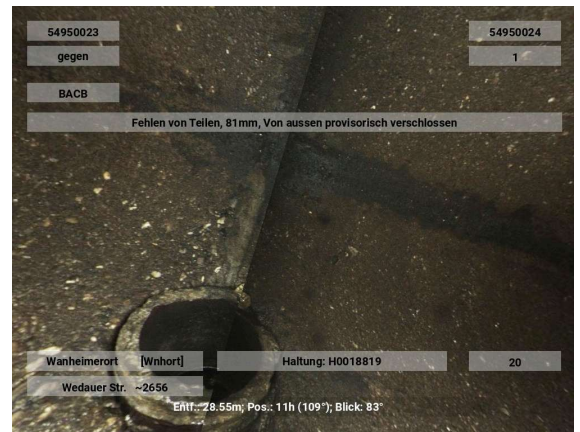 54950023 54950024
gegen 1
BACB
Fehlen von Teilen, 81mm, Von aussen provisorisch verschlossen
Wanheimerort [Wnhort] Haltung: H0018819 20
Wedauer Str. ~2656
Entf.: 28.55m; Pos.: 11h (109°); Blick: 83°